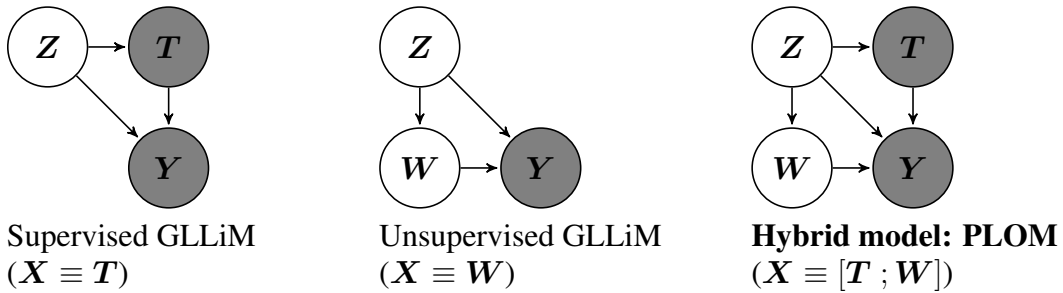 Z T
Y
Supervised GLLiM
(X ≡ T)
Z
W Y
Unsupervised GLLiM
(X ≡ W)
Z T
W Y
Hybrid model: PLOM
(X ≡ [T ; W])